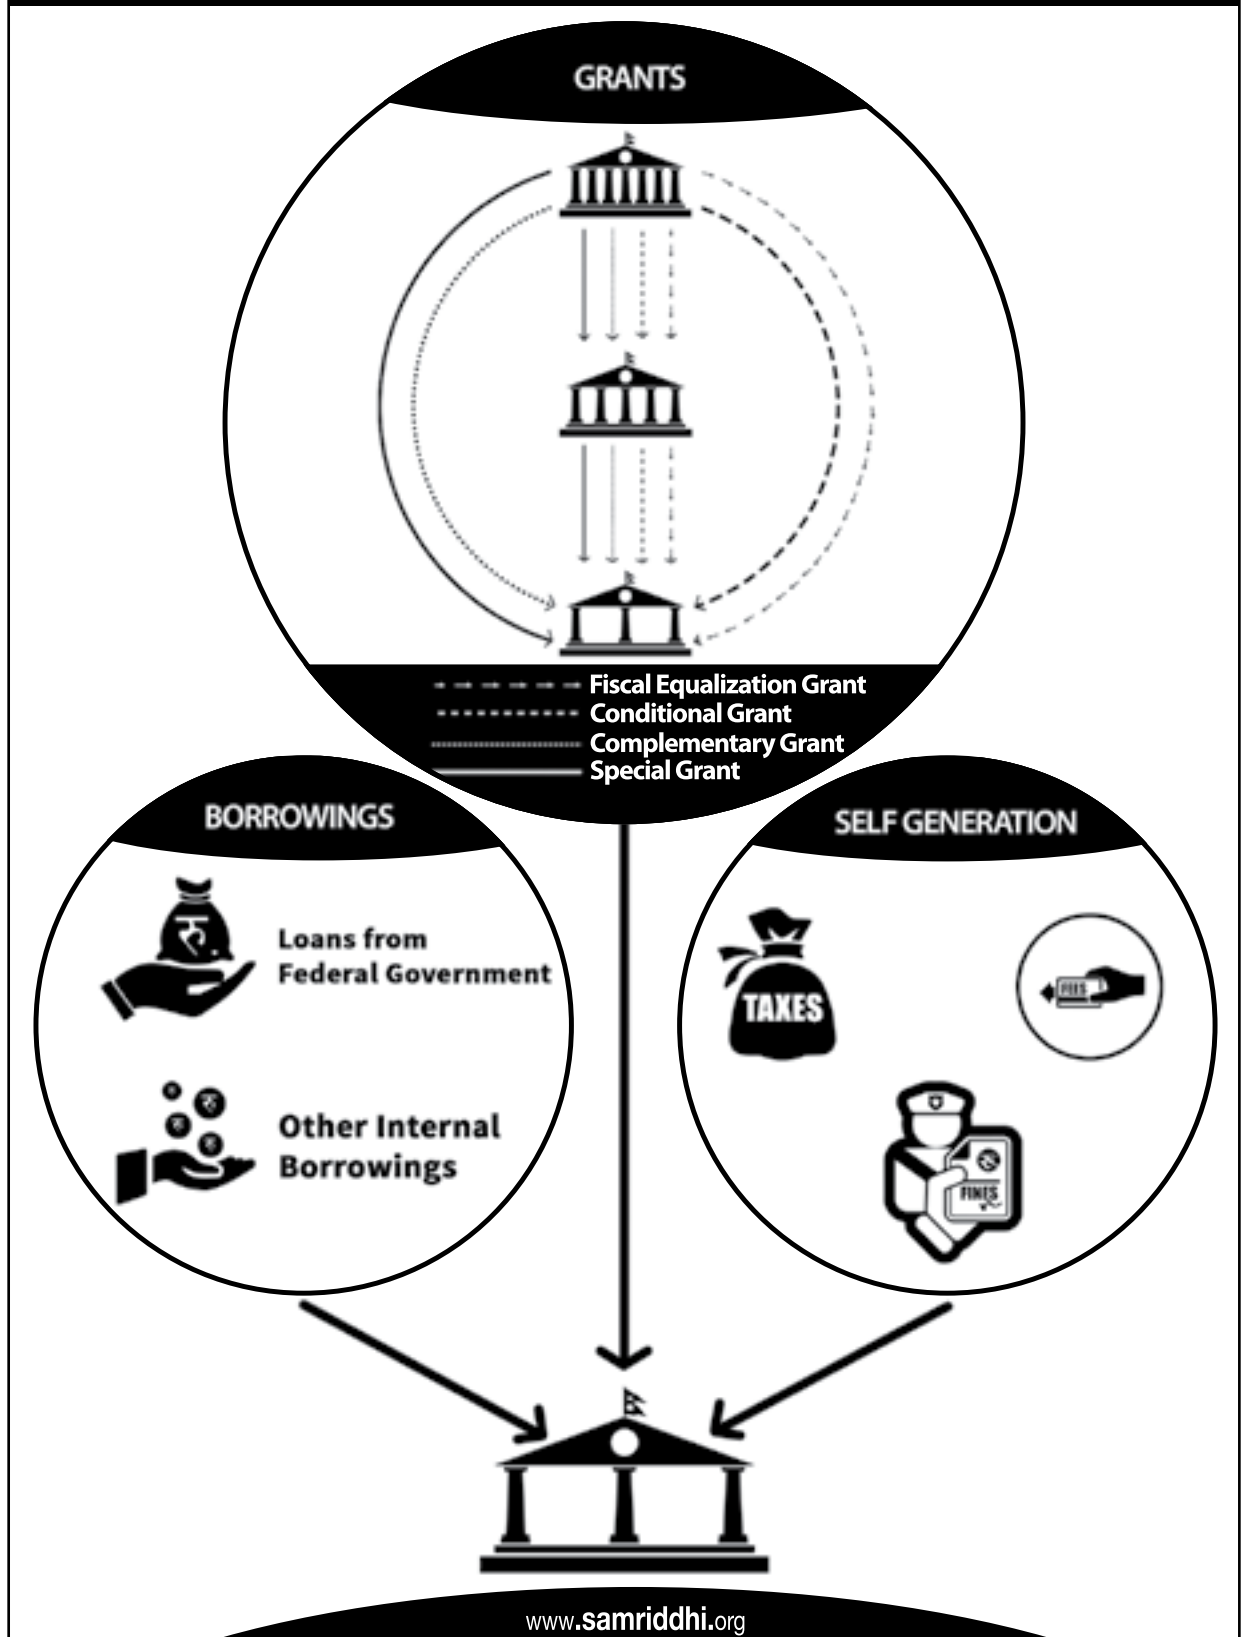 GRANTS
Fiscal Equalization Grant
Conditional Grant
Complementary Grant
Special Grant
BORROWINGS
SELF GENERATION
रु.
Loans from
Federal Government
TAXES
FEES
Other Internal
Borrowings
FINES
www.samriddhi.org